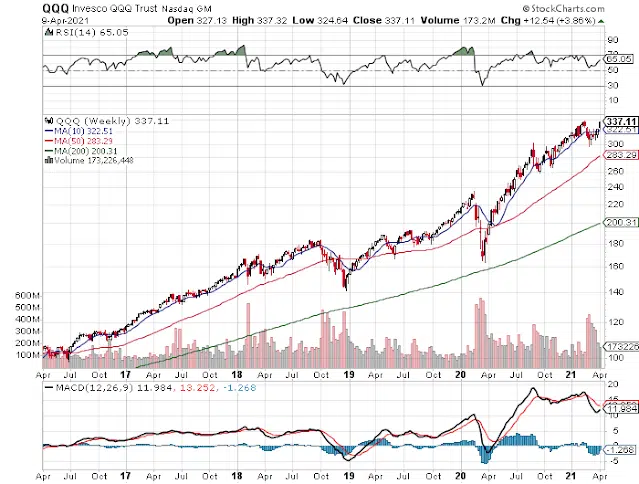 QQQ Invesco QQQ Trust Nasdaq GM © StockCharts.com
9-Apr-2021 Open 327.13 High 337.32 Low 324.64 Close 337.11 Volume 173.2M Chg +12.54 (+3.86%)
RSI(14) 65.05
90
70
65.05
50
30
10
QQQ (Weekly) 337.11
MA(10) 322.51
MA(50) 283.29
MA(200) 200.31
Volume 173,226,448
337.11
322.51
300
283.29
260
240
220
200.31
180
160
140
120
100
600M
500M
400M
300M
200M
100M
173226
Apr Jul Oct 17 Apr Jul Oct 18 Apr Jul Oct 19 Apr Jul Oct 20 Apr Jul Oct 21 Apr
MACD(12,26,9) 11.984, 13.252, -1.268
20
15
11.984
5
0
-1.268
-5
Apr Jul Oct 17 Apr Jul Oct 18 Apr Jul Oct 19 Apr Jul Oct 20 Apr Jul Oct 21 Apr